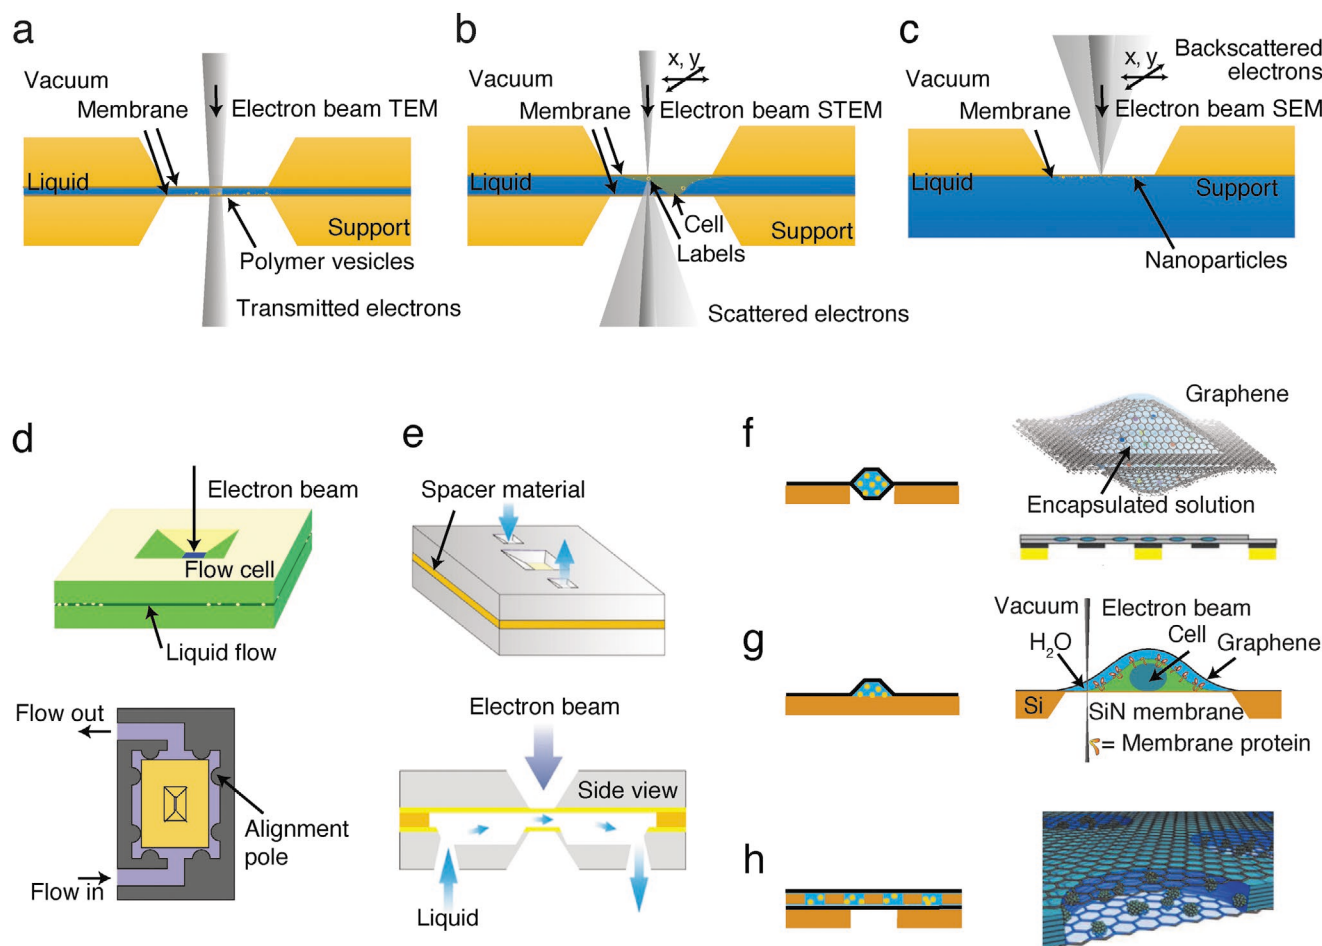 a
Vacuum
Membrane
Electron beam TEM
Liquid
Support
Polymer vesicles
Transmitted electrons
b
Vacuum
x, y
Membrane
Electron beam STEM
Liquid
Cell
Labels
Support
Scattered electrons
c
Vacuum
x, y
Backscattered
electrons
Membrane
Electron beam SEM
Liquid
Support
Nanoparticles
d
Electron beam
Flow cell
Liquid flow
Flow out
Alignment
pole
Flow in
e
Spacer material
Electron beam
Side view
Liquid
f
Graphene
Encapsulated solution
g
Vacuum
Electron beam
H₂O
Cell
Graphene
Si
SiN membrane
= Membrane protein
h